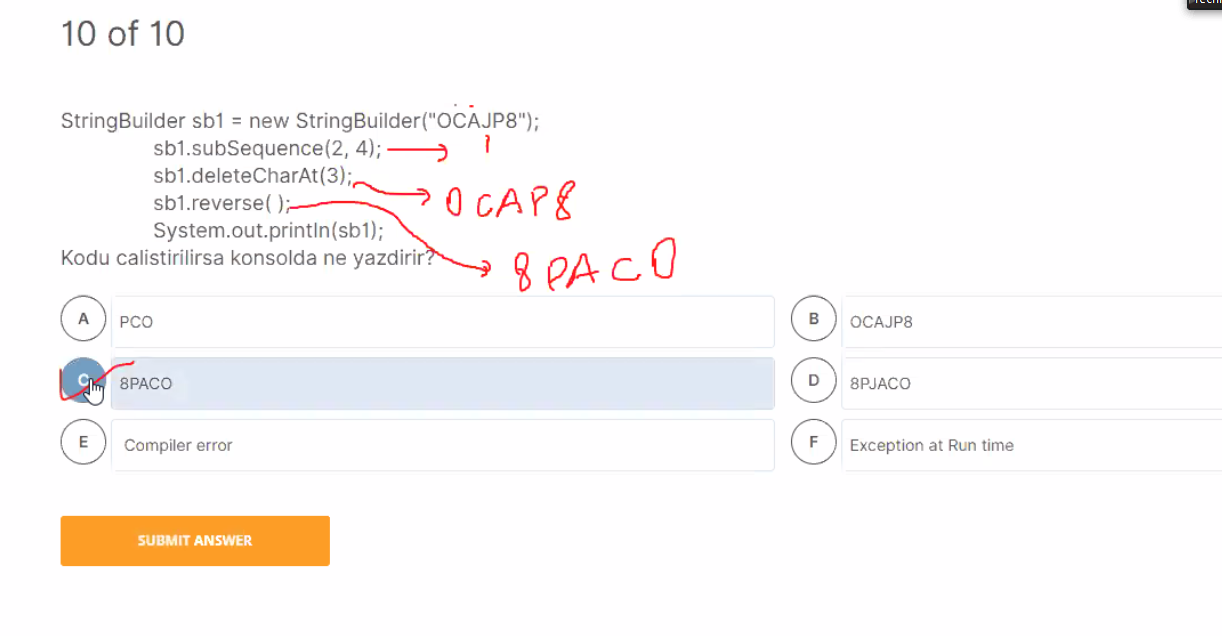 10 of 10
StringBuilder sb1 = new StringBuilder("OCAJP8");
sb1.subSequence(2, 4);
sb1.deleteCharAt(3);
OCAP8
sb1.reverse( );
System.out.println(sb1);
Kodu calistirilirsa konsolda ne yazdirir?
8PACO
A PCO
B OCAJP8
C 8PACO
D 8PJACO
E Compiler error
F Exception at Run time
SUBMIT ANSWER